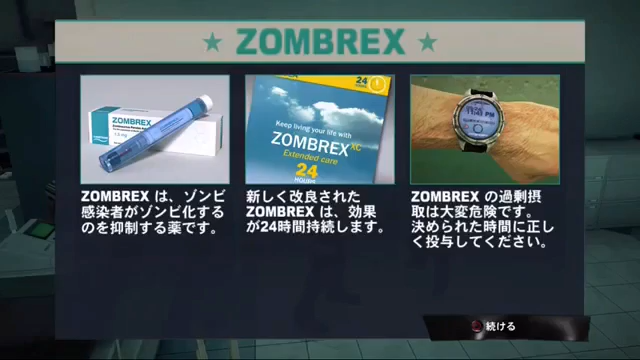 ★ ZOMBREX ★
ZOMBREX
Keep living your life with
ZOMBREX XC
Extended care
24
HOURS
24
ZOMBREX は、ゾンビ
感染者がゾンビ化する
のを抑制する薬です。
新しく改良された
ZOMBREX は、効果
が24時間持続します。
ZOMBREX の過剰摂
取は大変危険です。
決められた時間に正し
く投与してください。
続ける